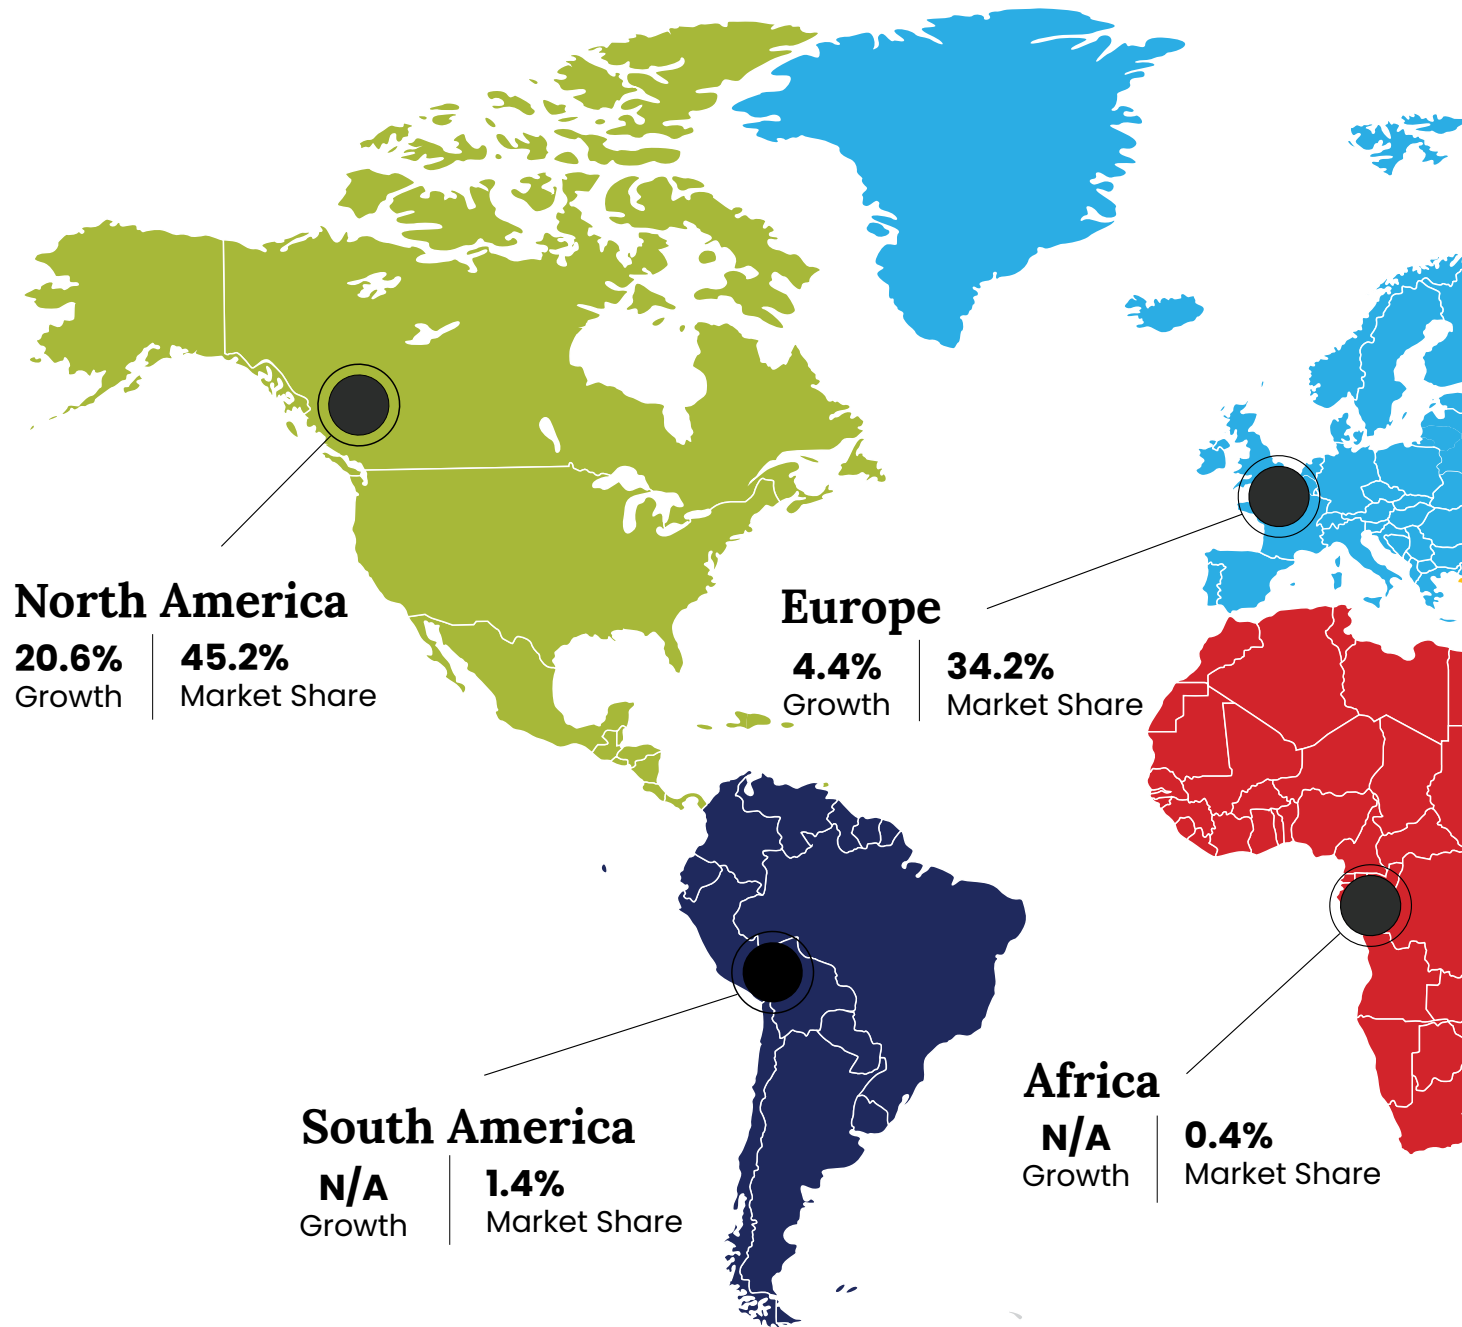 North America
20.6%
Growth
45.2%
Market Share
Europe
4.4%
Growth
34.2%
Market Share
South America
N/A
Growth
1.4%
Market Share
Africa
N/A
Growth
0.4%
Market Share